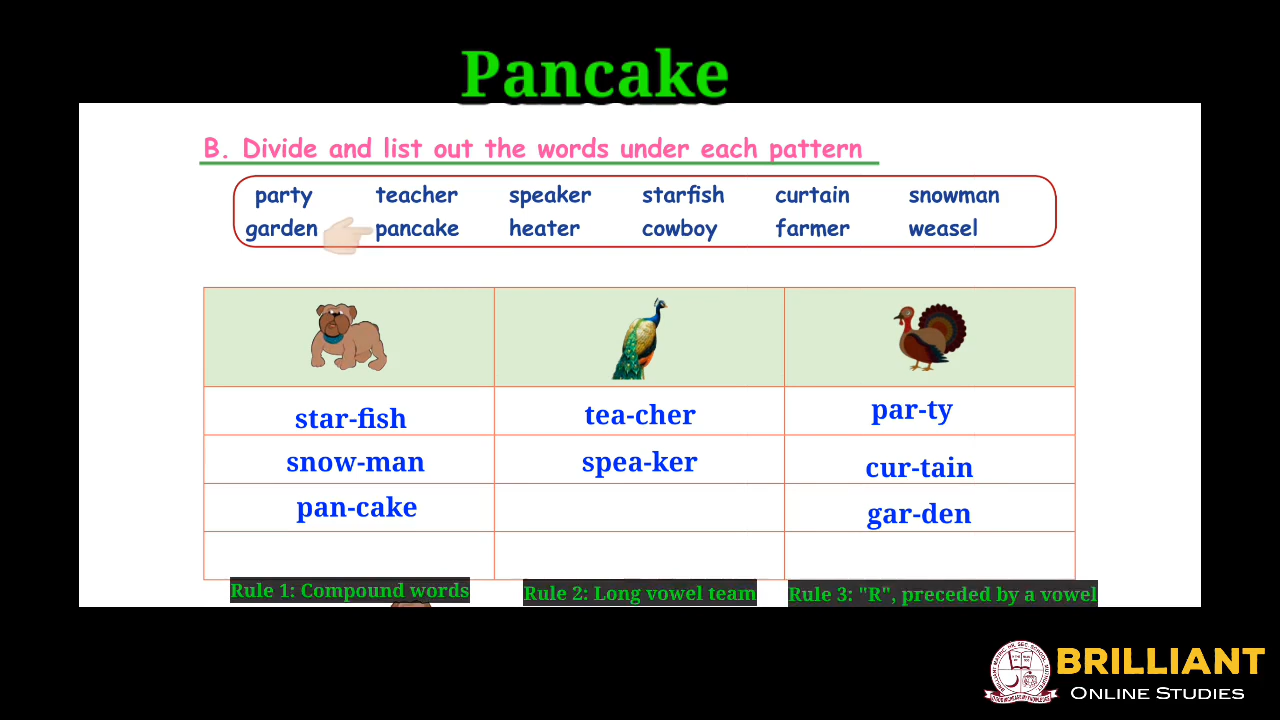 Pancake
B. Divide and list out the words under each pattern
party teacher speaker starfish curtain snowman
garden pancake heater cowboy farmer weasel
star-fish tea-cher par-ty
snow-man spea-ker cur-tain
pan-cake gar-den
Rule 1: Compound words Rule 2: Long vowel team Rule 3: "R", preceded by a vowel
BRILLIANT
ONLINE STUDIES